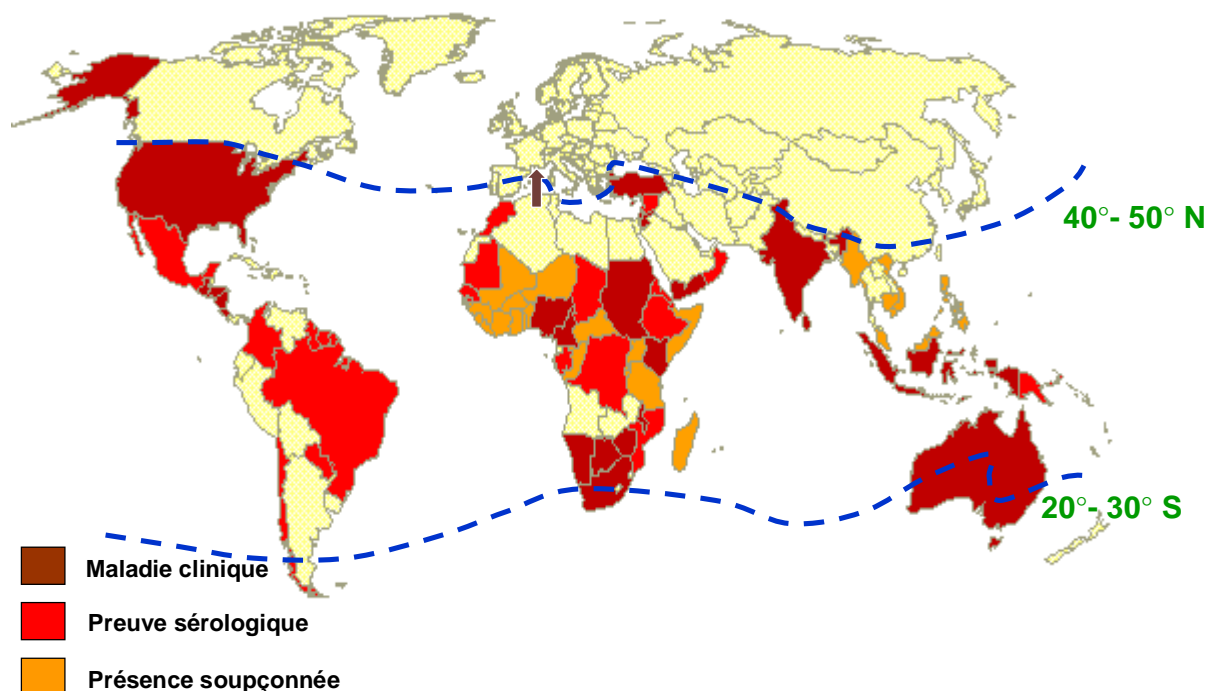 40°- 50° N
20°- 30° S
Maladie clinique
Preuve sérologique
Présence soupçonnée